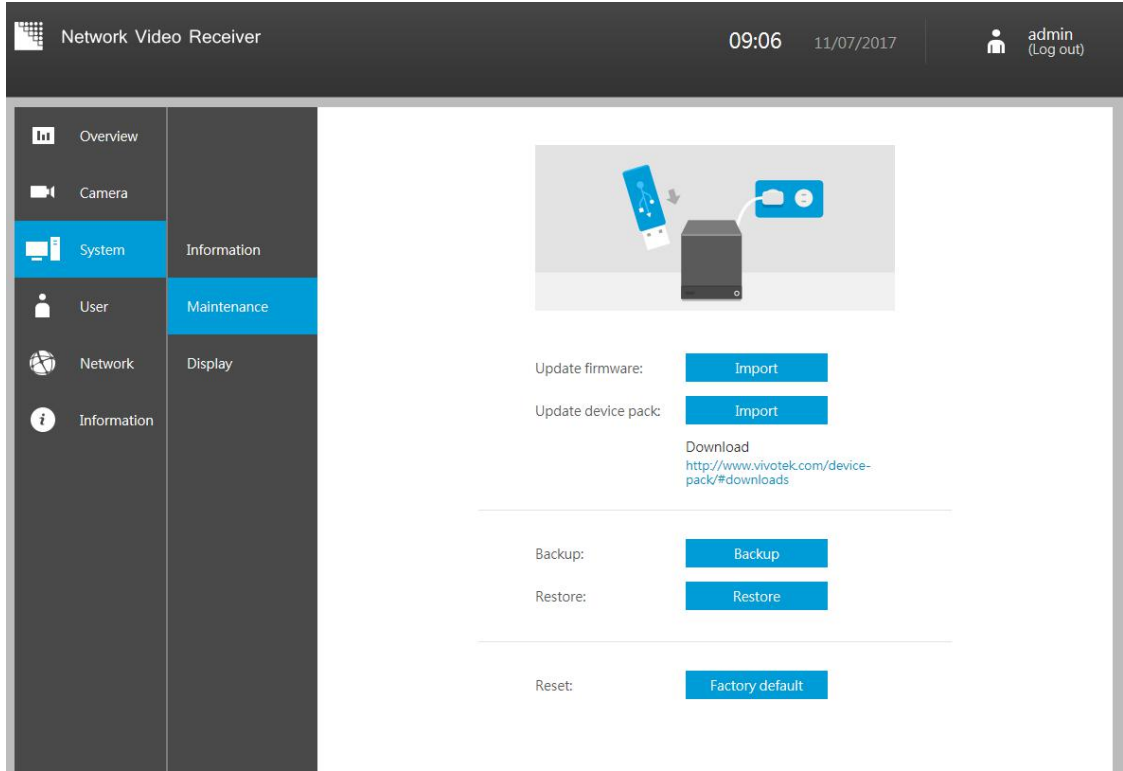 Network Video Receiver
09:06 11/07/2017
admin
(Log out)
Overview
Camera
System
User
Network
Information
Information
Maintenance
Display
Update firmware: Import
Update device pack: Import
Download
http://www.vivotek.com/device-
pack/#downloads
Backup: Backup
Restore: Restore
Reset: Factory default